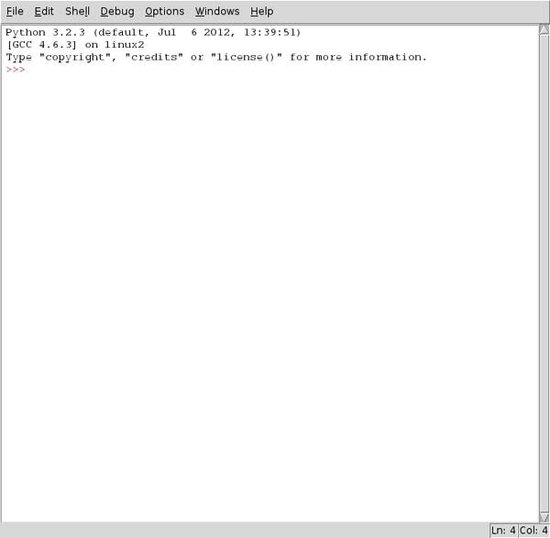 File Edit Shell Debug Options Windows Help
Python 3.2.3 (default, Jul  6 2012, 13:39:51)
[GCC 4.6.3] on linux2
Type "copyright", "credits" or "license()" for more information.
>>>
Ln: 4 Col: 4